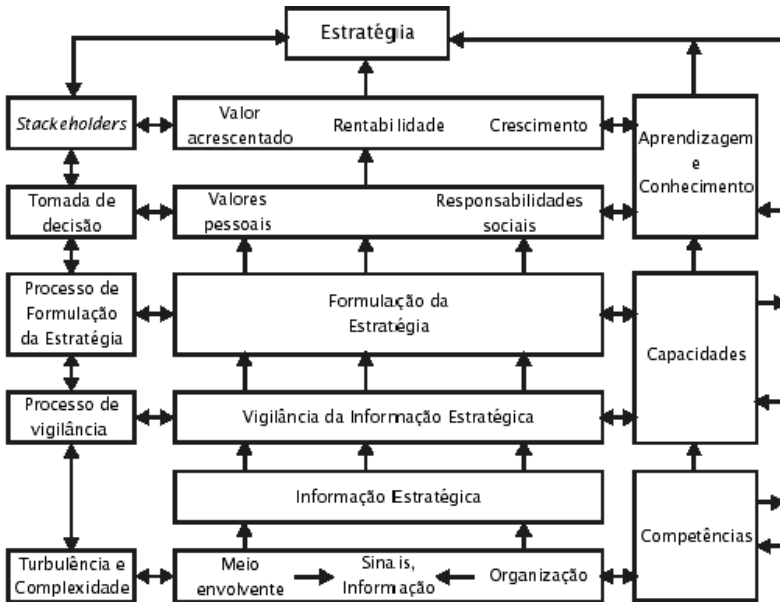 Estratégia
Stackeholders
Valor
acrescentado
Rentabilidade
Crescimento
Aprendizagem
e
Conhecimento
Tomada de
decisão
Valores
pessoais
Responsabilidades
sociais
Processo de
Formulação
da Estratégia
Formulação da
Estratégia
Capacidades
Processo de
vigilância
Vigilância da Informação Estratégica
Informação Estratégica
Competências
Turbulência e
Complexidade
Meio
envolvente
Sinais,
Informação
Organização